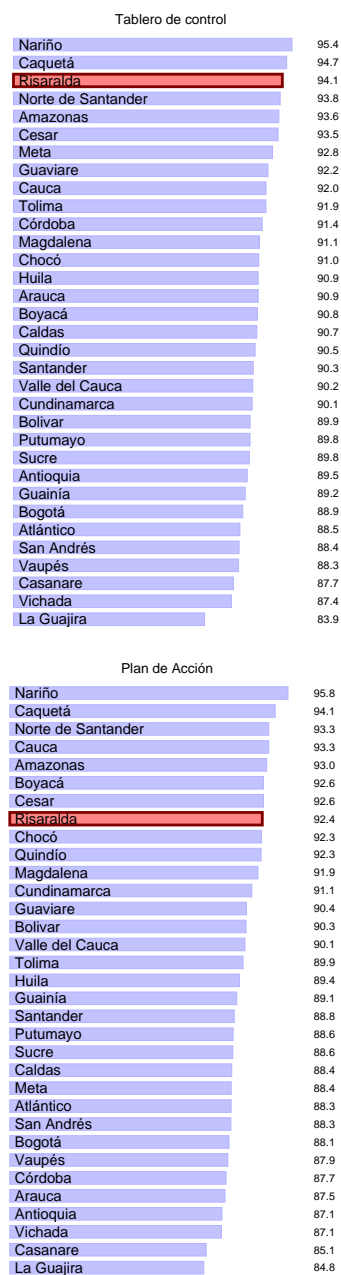 Tablero de control
Nariño 95.4
Caquetá 94.7
Risaralda 94.1
Norte de Santander 93.8
Amazonas 93.6
Cesar 93.5
Meta 92.8
Guaviare 92.2
Cauca 92.0
Tolima 91.9
Córdoba 91.4
Magdalena 91.1
Chocó 91.0
Huila 90.9
Arauca 90.9
Boyacá 90.8
Caldas 90.7
Quindío 90.5
Santander 90.3
Valle del Cauca 90.2
Cundinamarca 90.1
Bolivar 89.9
Putumayo 89.8
Sucre 89.8
Antioquia 89.5
Guainía 89.2
Bogotá 88.9
Atlántico 88.5
San Andrés 88.4
Vaupés 88.3
Casanare 87.7
Vichada 87.4
La Guajira 83.9
Plan de Acción
Nariño 95.8
Caquetá 94.1
Norte de Santander 93.3
Cauca 93.3
Amazonas 93.0
Boyacá 92.6
Cesar 92.6
Risaralda 92.4
Chocó 92.3
Quindío 92.3
Magdalena 91.9
Cundinamarca 91.1
Guaviare 90.4
Bolivar 90.3
Valle del Cauca 90.1
Tolima 89.9
Huila 89.4
Guainía 89.1
Santander 88.8
Putumayo 88.6
Sucre 88.6
Caldas 88.4
Meta 88.4
Atlántico 88.3
San Andrés 88.3
Bogotá 88.1
Vaupés 87.9
Córdoba 87.7
Arauca 87.5
Antioquia 87.1
Vichada 87.1
Casanare 85.1
La Guajira 84.8